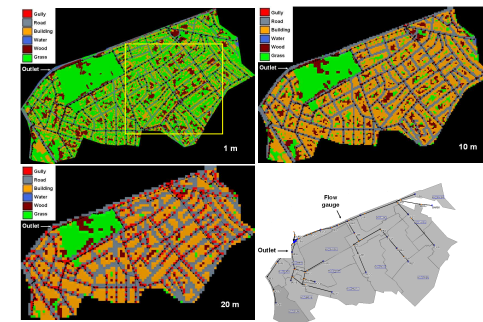 Gully
Road
Building
Water
Wood
Grass
Outlet
1 m
Gully
Road
Building
Water
Wood
Grass
Outlet
10 m
Gully
Road
Building
Water
Wood
Grass
Outlet
20 m
Flow
gauge
Outlet